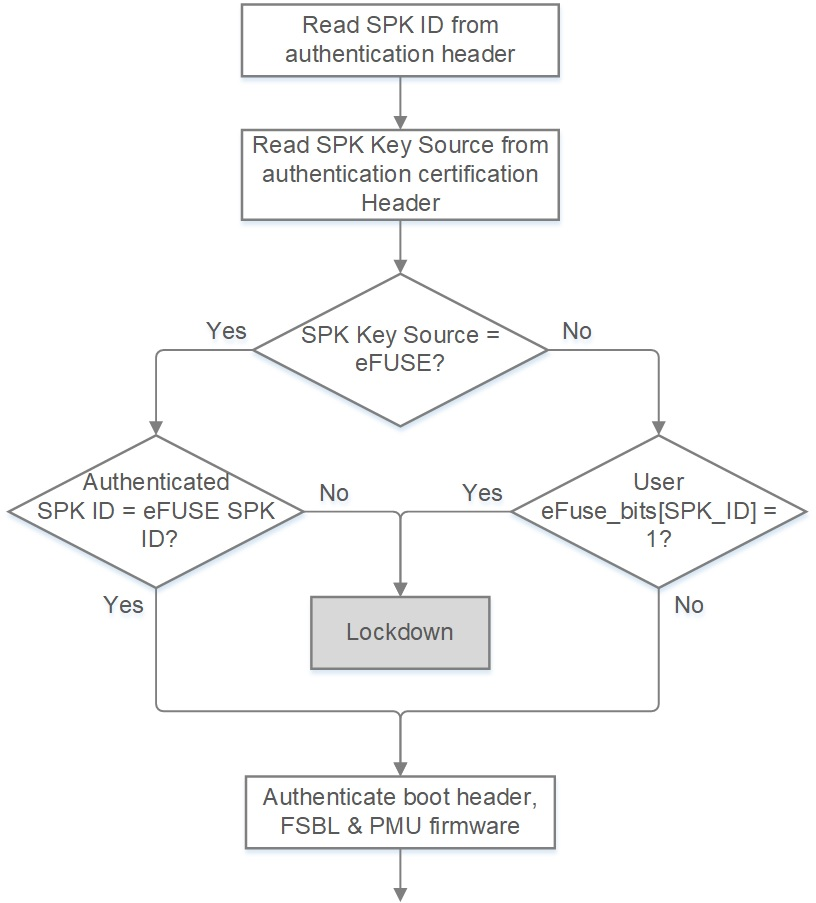 Read SPK ID from
authentication header
Read SPK Key Source from
authentication certification
Header
Yes
No
SPK Key Source =
eFUSE?
Authenticated
SPK ID = eFUSE SPK
ID?
No
Yes
User
eFuse_bits[SPK_ID] =
1?
Yes
Lockdown
No
Authenticate boot header,
FSBL & PMU firmware